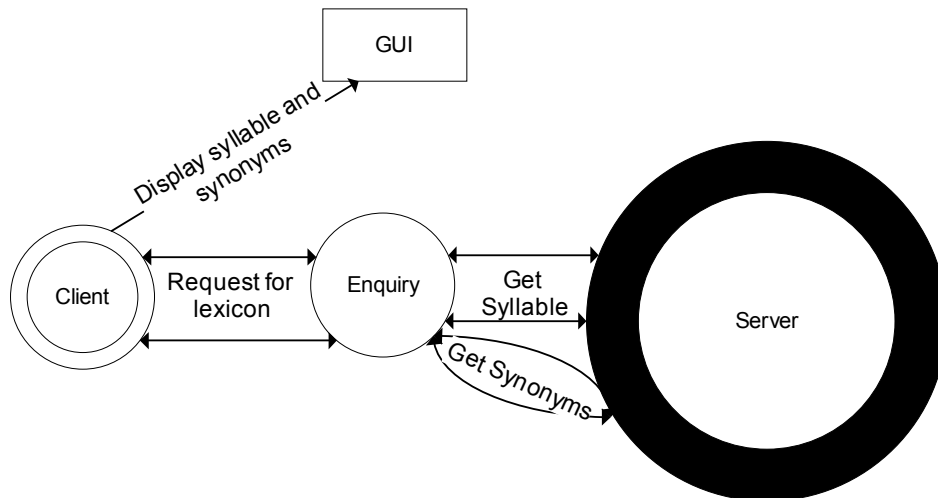 GUI
Display syllable and
synonyms
Client
Request for
lexicon
Enquiry
Get
Syllable
Get Synonyms
Server